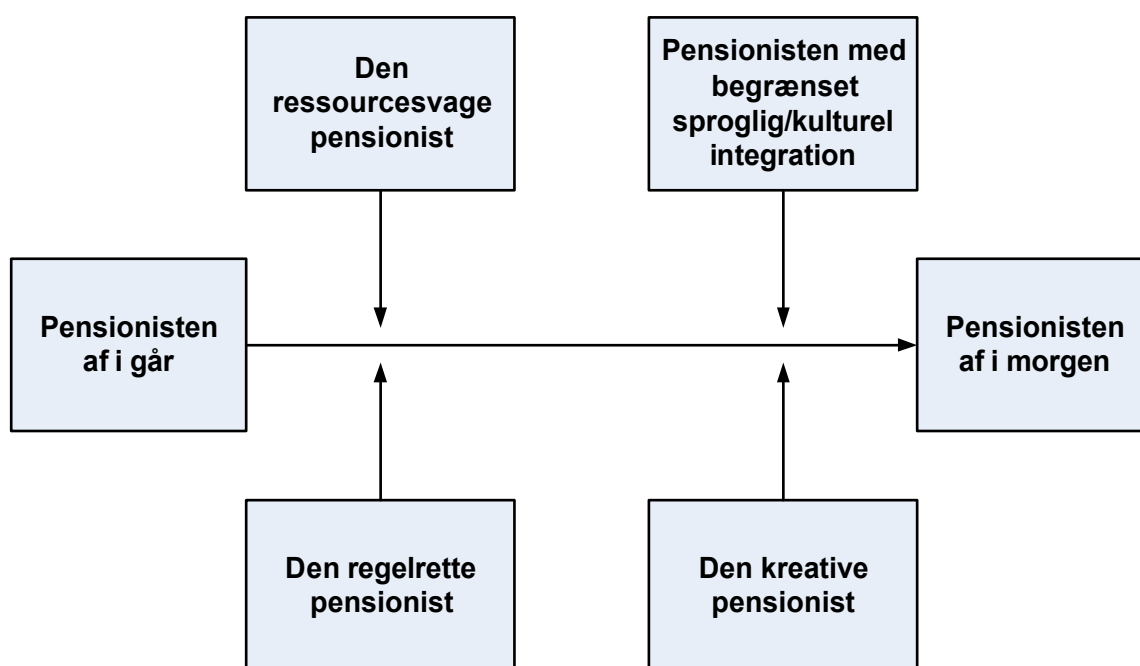 Den
ressourcesvage
pensionist
Pensionisten med
begrænset
sproglig/kulturel
integration
Pensionisten
af i går
Pensionisten
af i morgen
Den regelrette
pensionist
Den kreative
pensionist